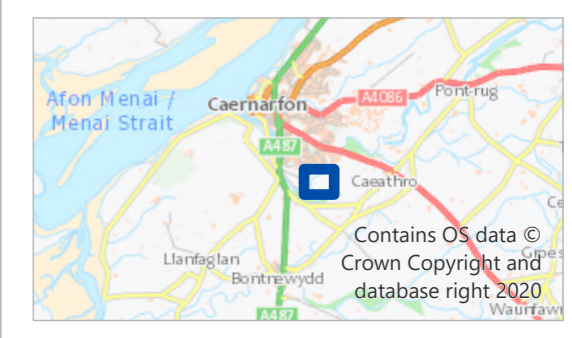 Afon Menai /
Menai Strait
Caernarfon
A4086
Pont-rug
A487
Caeathro
Contains OS data ©
Crown Copyright and
database right 2020
Llanfaglan
Bontnewydd
A487